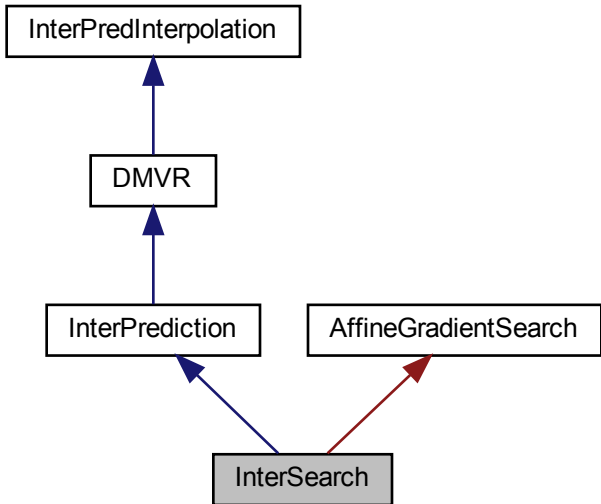 InterPredInterpolation
DMVR
InterPrediction
AffineGradientSearch
InterSearch